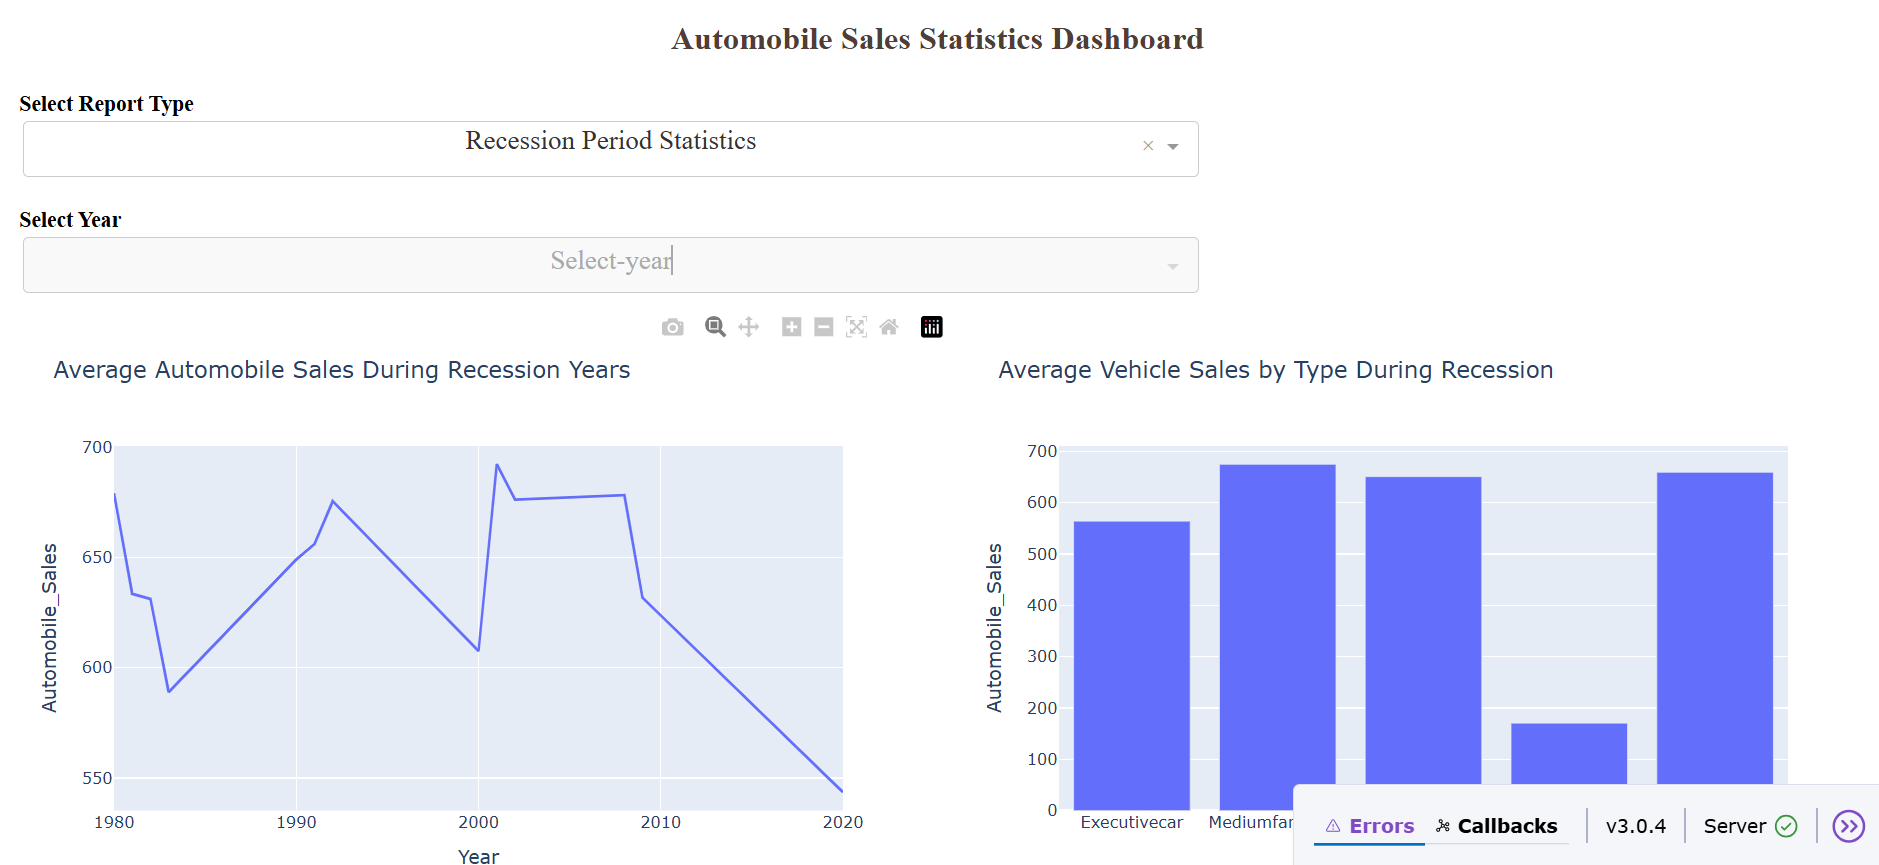 Automobile Sales Statistics Dashboard
Select Report Type
Recession Period Statistics
×
Select Year
Select-year
Average Automobile Sales During Recession Years
Automobile_Sales
700
650
600
550
1980 1990 2000 2010 2020
Year
Average Vehicle Sales by Type During Recession
Automobile_Sales
700
600
500
400
300
200
100
0
Executivecar
Errors Callbacks v3.0.4 Server